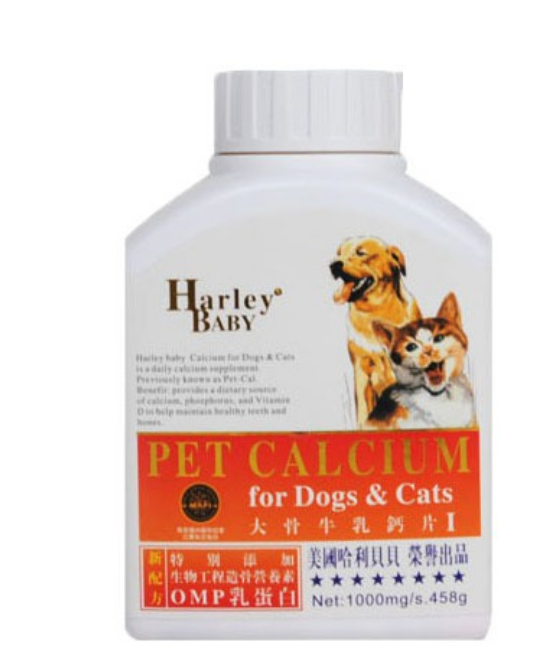 Harley
BABY
Harley baby Calcium for Dogs & Cats
is a daily calcium supplement.
Previously known as Pet-Cal.
Benefit: provides a dietary source
of calcium, phosphorus, and Vitamin
D to help maintain healthy teeth and
bones.
PET CALCIUM
for Dogs & Cats
大骨牛乳鈣片I
新配方
特別添加
生物工程造骨營養素
OMP乳蛋白
美國哈利貝貝 榮譽出品
★★★★★★★★
Net:1000mg/s.458g